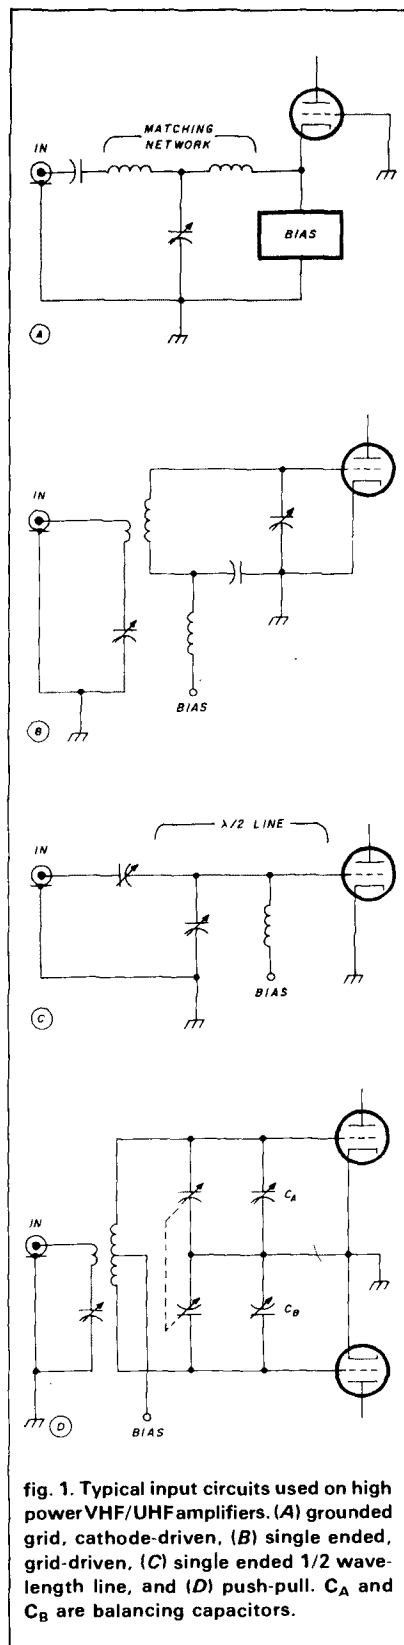 MATCHING
NETWORK
IN
BIAS
A
IN
BIAS
B
λ/2 LINE
IN
BIAS
C
IN
CA
CB
BIAS
D
fig. 1. Typical input circuits used on high
power VHF/UHF amplifiers. (A) grounded
grid, cathode-driven, (B) single ended,
grid-driven, (C) single ended 1/2 wave-
length line, and (D) push-pull. CA and
CB are balancing capacitors.